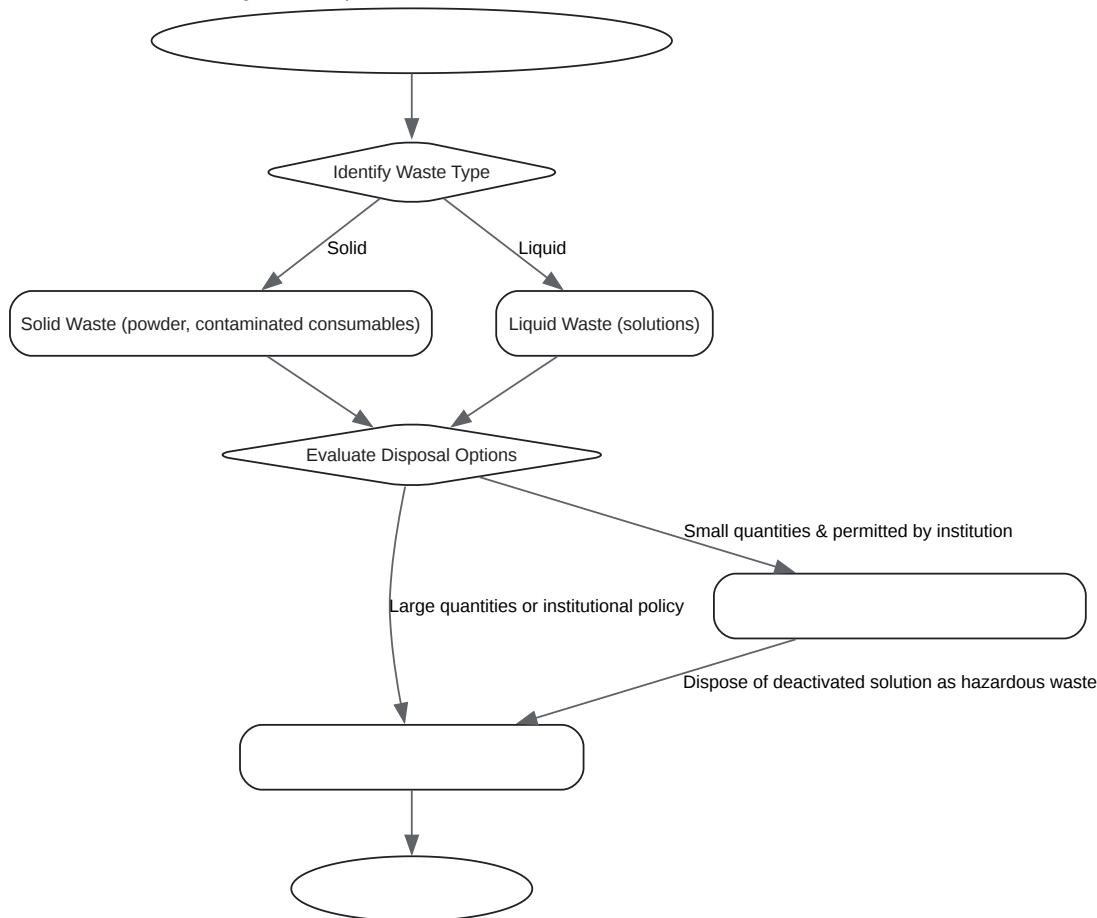 Identify Waste Type
Solid
Liquid
Solid Waste (powder, contaminated consumables)
Liquid Waste (solutions)
Evaluate Disposal Options
Small quantities & permitted by institution
Large quantities or institutional policy
Dispose of deactivated solution as hazardous waste